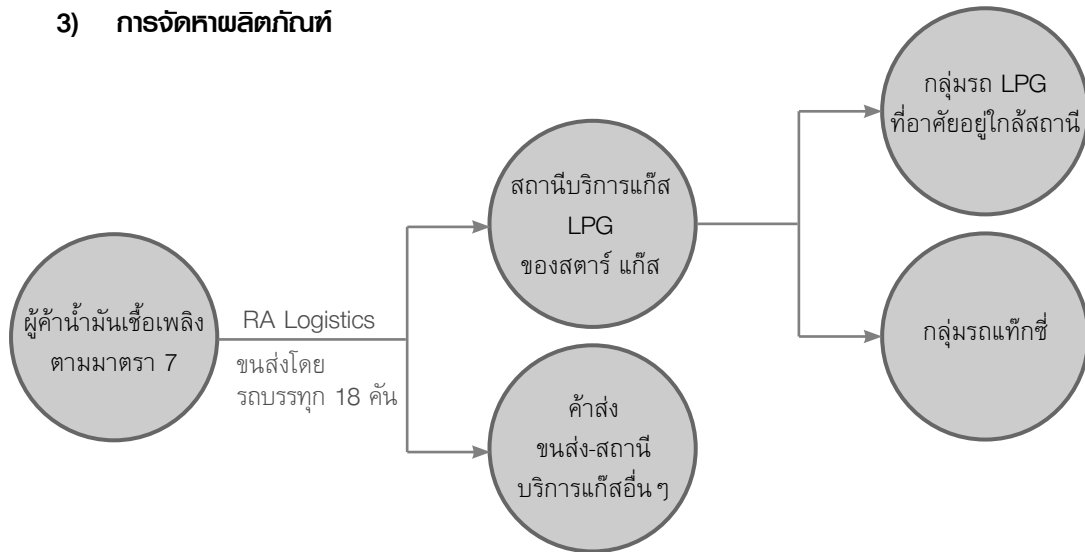 3) การจัดหาผลิตภัณฑ์
ผู้ค้าน้ำมันเชื้อเพลิง
ตามมาตรา 7
RA Logistics
ขนส่งโดย
รถบรรทุก 18 คัน
สถานีบริการแก๊ส
LPG
ของสตาร์ แก๊ส
ค้าส่ง
ขนส่ง-สถานี
บริการแก๊สอื่น ๆ
กลุ่มรถ LPG
ที่อาศัยอยู่ใกล้สถานี
กลุ่มรถแท๊กซี่